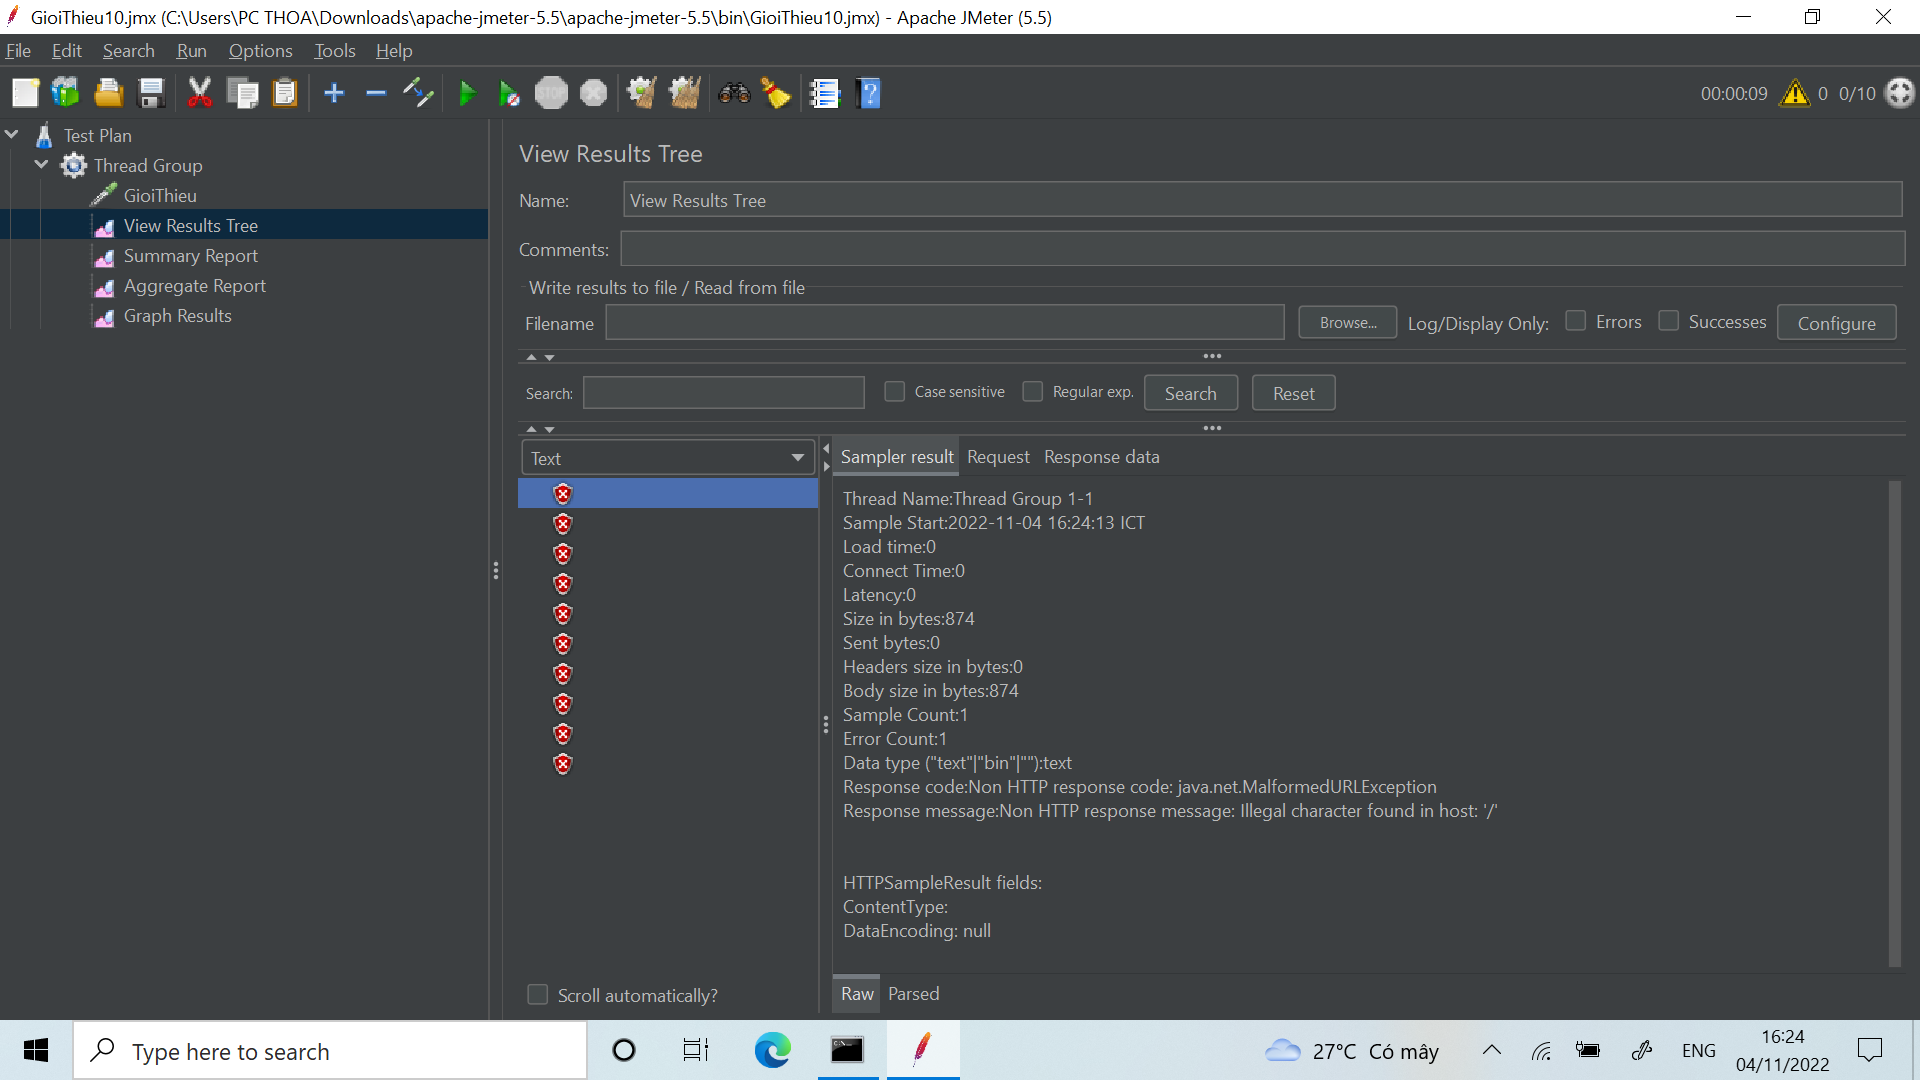 GioiThieu10.jmx (C:\Users\PC THOA\Downloads\apache-jmeter-5.5\apache-jmeter-5.5\bin\GioiThieu10.jmx) - Apache JMeter (5.5)
File Edit Search Run Options Tools Help
STOP
00:00:09 0 0/10
Test Plan
Thread Group
GioiThieu
View Results Tree
Summary Report
Aggregate Report
Graph Results
View Results Tree
Name: View Results Tree
Comments:
Write results to file / Read from file
Filename Browse... Log/Display Only: Errors Successes Configure
Search: Case sensitive Regular exp. Search Reset
Text
Sampler result Request Response data
Thread Name:Thread Group 1-1
Sample Start:2022-11-04 16:24:13 ICT
Load time:0
Connect Time:0
Latency:0
Size in bytes:874
Sent bytes:0
Headers size in bytes:0
Body size in bytes:874
Sample Count:1
Error Count:1
Data type ("text"|"bin"|""):text
Response code:Non HTTP response code: java.net.MalformedURLException
Response message:Non HTTP response message: Illegal character found in host: '/'
HTTPSampleResult fields:
ContentType:
DataEncoding: null
Scroll automatically?
Raw Parsed
Type here to search
27°C Có mây
ENG
16:24
04/11/2022